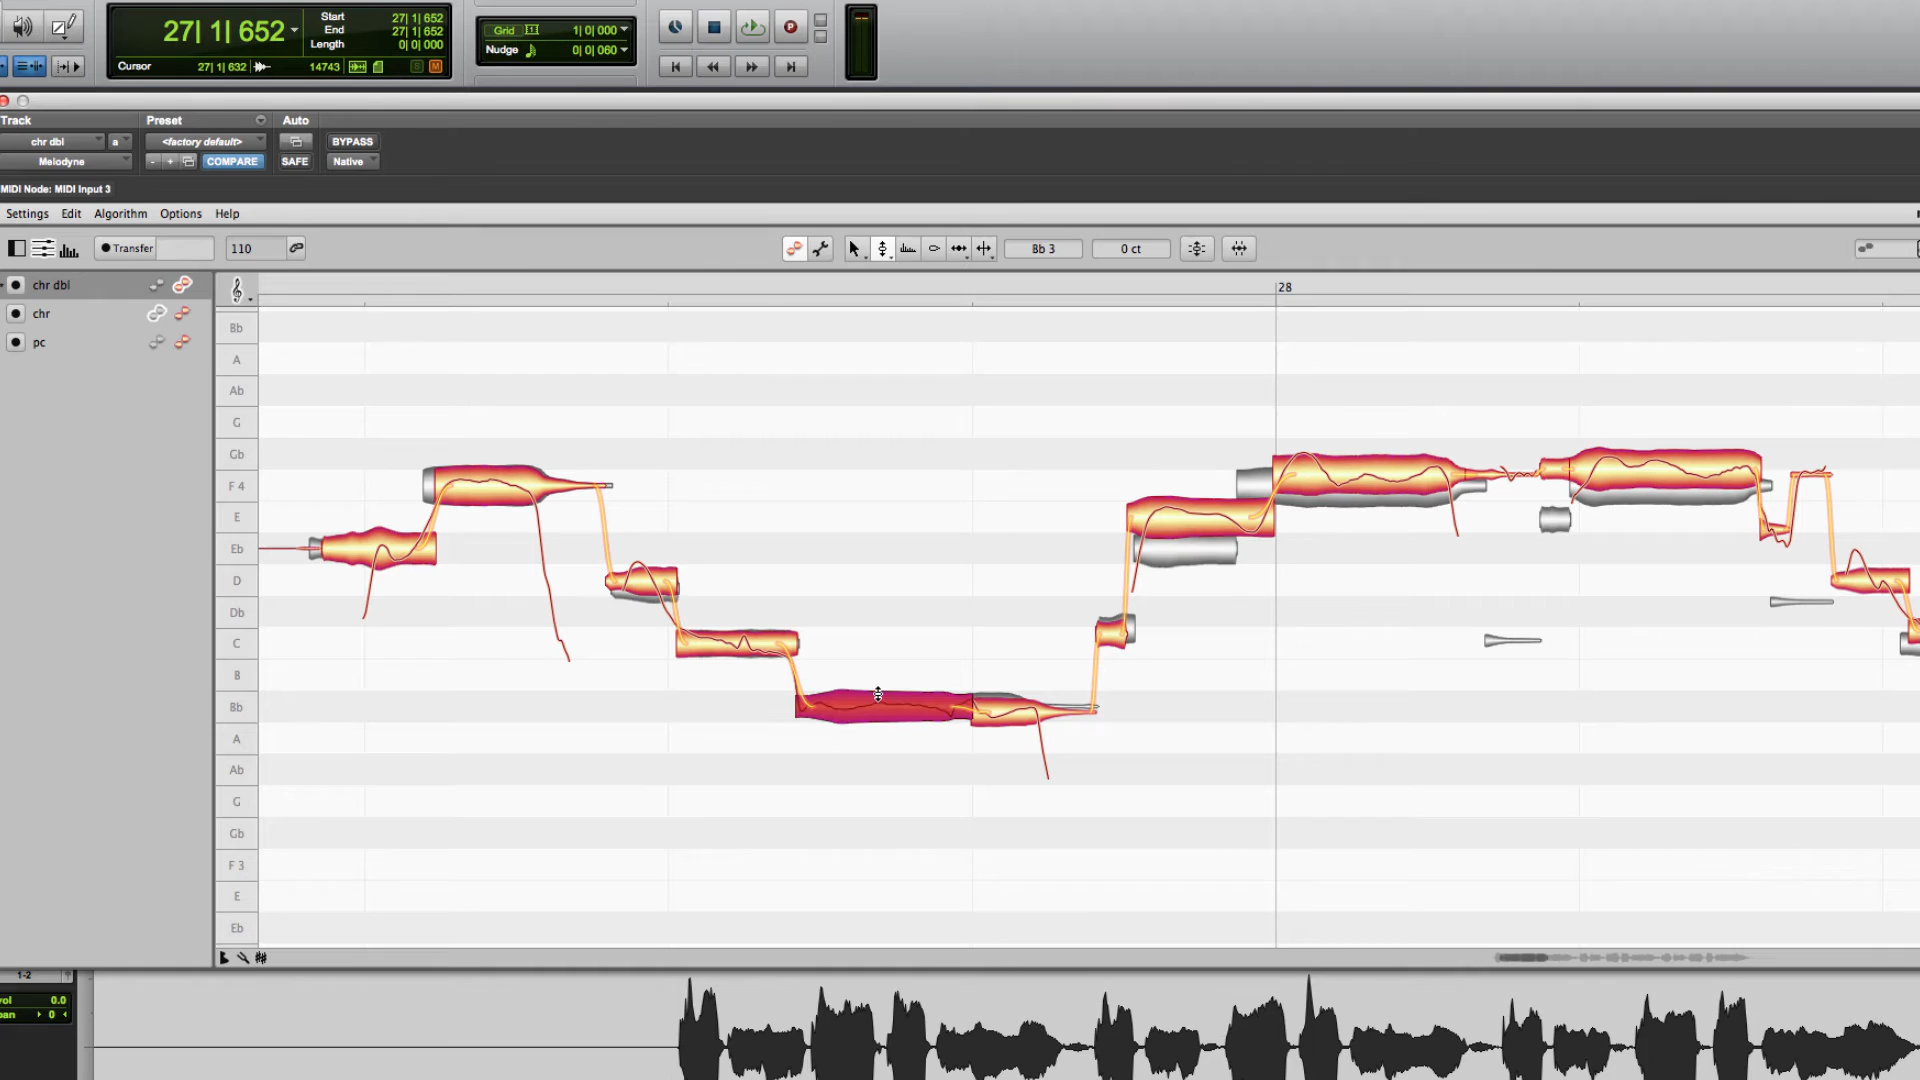 27| 1| 652
Start 27| 1| 652
End 27| 1| 652
Length 0| 0| 000
Cursor 27| 1| 632 14743 S M
Grid 1| 0| 000
Nudge 0| 0| 060
P
Track Preset Auto
chr dbl a <factory default> BYPASS
Melodyne - + COMPARE SAFE Native
MIDI Node: MIDI Input 3
Settings Edit Algorithm Options Help
Transfer 110 Bb 3 0 ct
chr dbl
chr
pc
28
Bb
A
Ab
G
Gb
F 4
E
Eb
D
Db
C
B
Bb
A
Ab
G
Gb
F 3
E
Eb
1-2
vol 0.0
pan 0